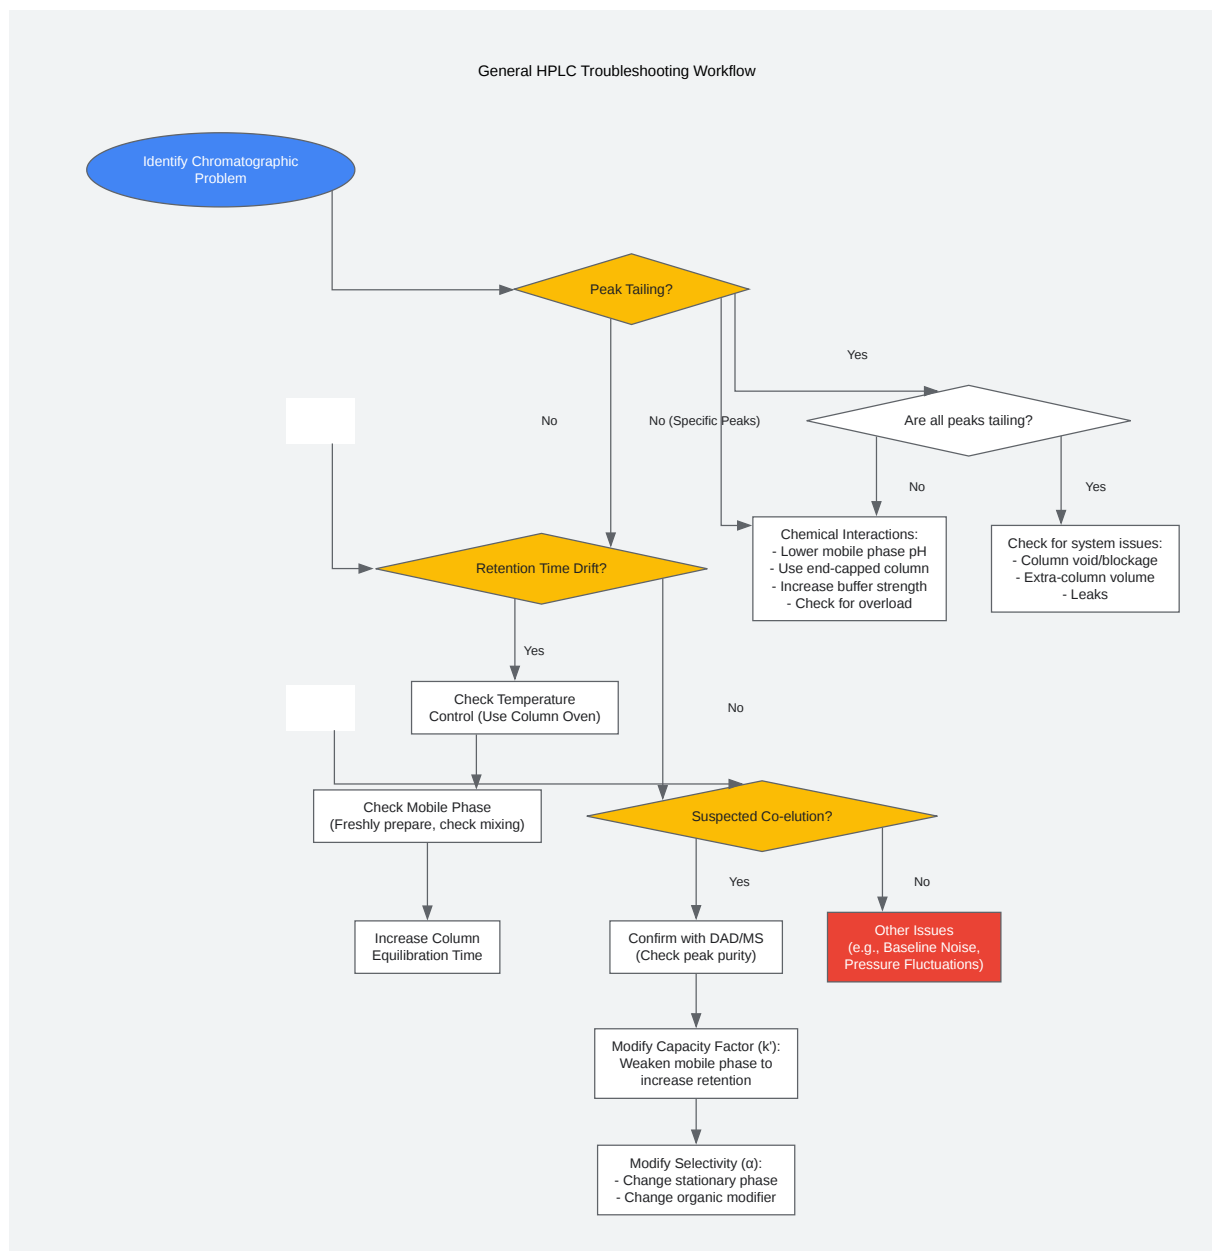 General HPLC Troubleshooting Workflow
Identify Chromatographic
Problem
Peak Tailing?
Yes
No
No (Specific Peaks)
Are all peaks tailing?
No
Yes
Chemical Interactions:
- Lower mobile phase pH
- Use end-capped column
- Increase buffer strength
- Check for overload
Check for system issues:
- Column void/blockage
- Extra-column volume
- Leaks
Retention Time Drift?
Yes
Check Temperature
Control (Use Column Oven)
No
Check Mobile Phase
(Freshly prepare, check mixing)
Suspected Co-elution?
Yes
No
Increase Column
Equilibration Time
Confirm with DAD/MS
(Check peak purity)
Other Issues
(e.g., Baseline Noise,
Pressure Fluctuations)
Modify Capacity Factor (k'):
Weaken mobile phase to
increase retention
Modify Selectivity (α):
- Change stationary phase
- Change organic modifier